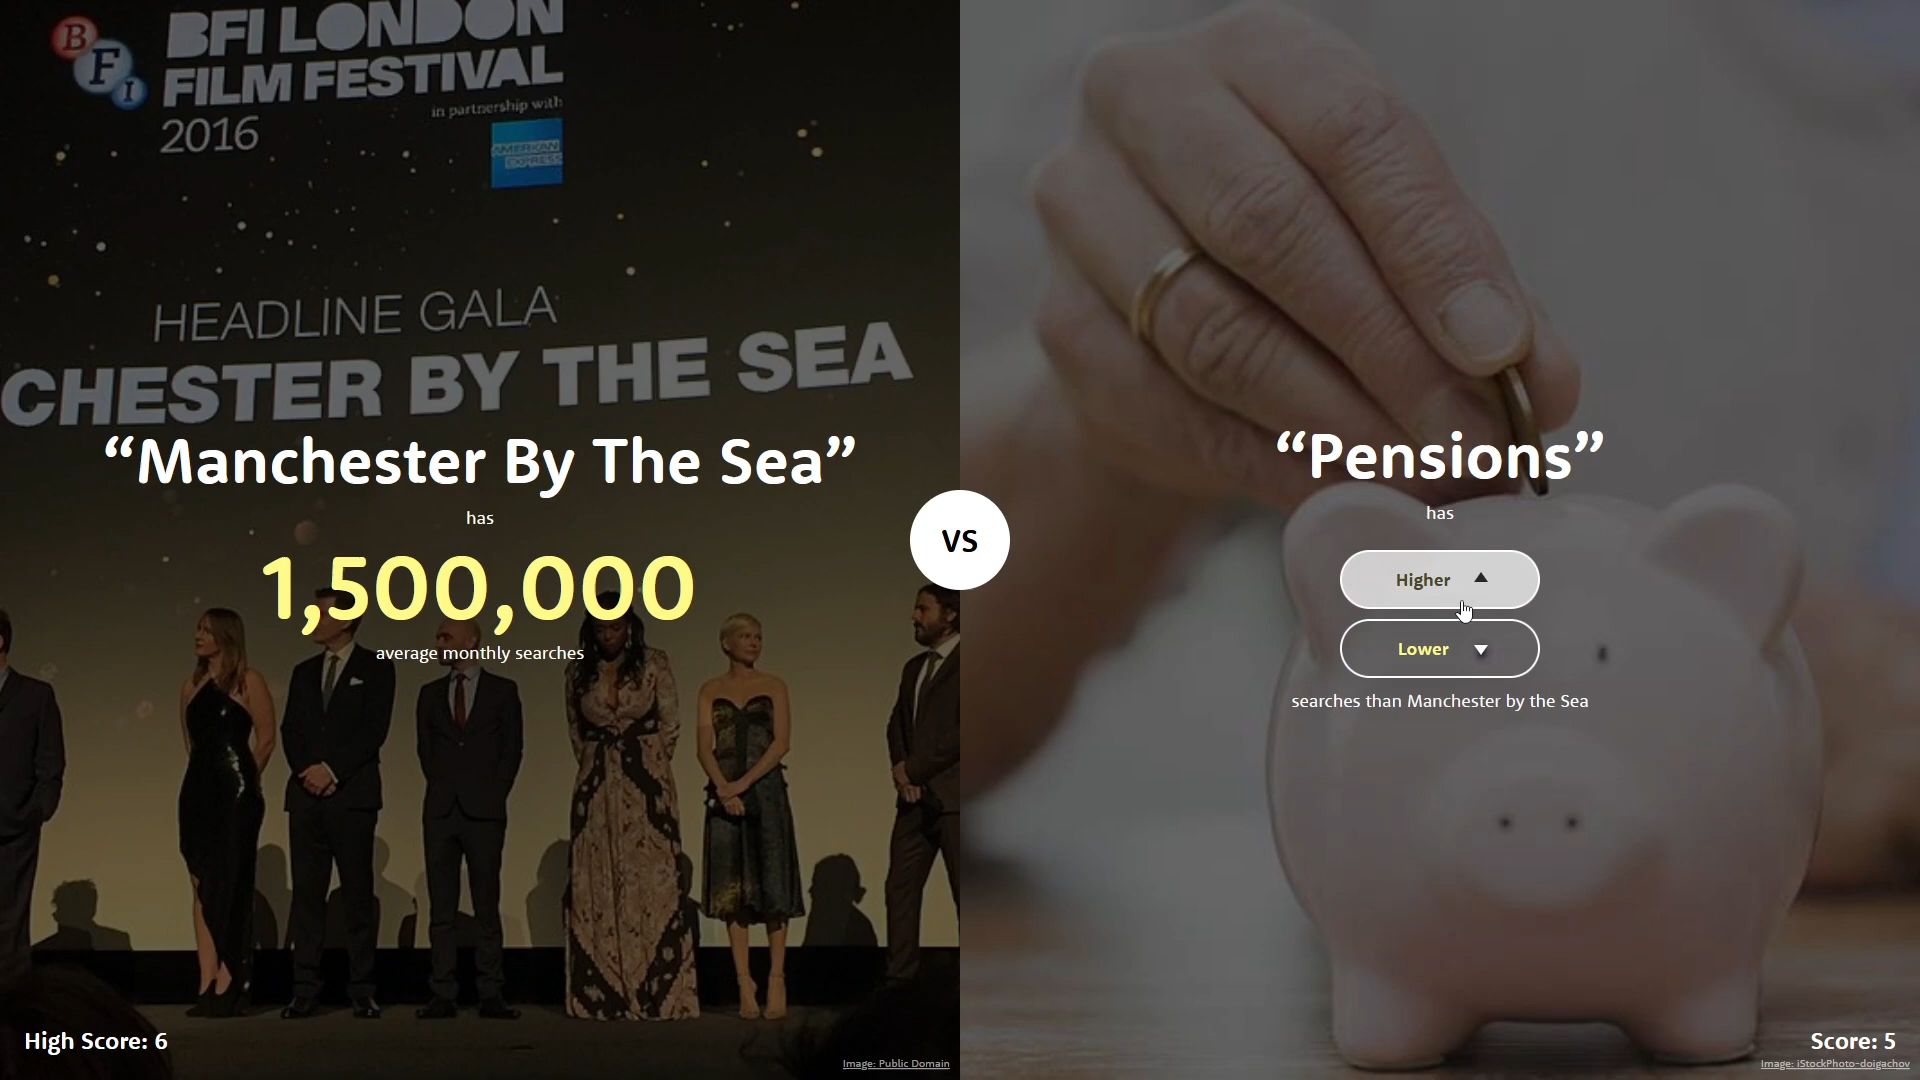 B
F
I
BFI LONDON
FILM FESTIVAL
in partnership with
2016
AMERICAN
EXPRESS
HEADLINE GALA
CHESTER BY THE SEA
“Manchester By The Sea”
has
1,500,000
average monthly searches
VS
“Pensions”
has
Higher
Lower
searches than Manchester by the Sea
High Score: 6
Image: Public Domain
Score: 5
Image: iStockPhoto-doigachov